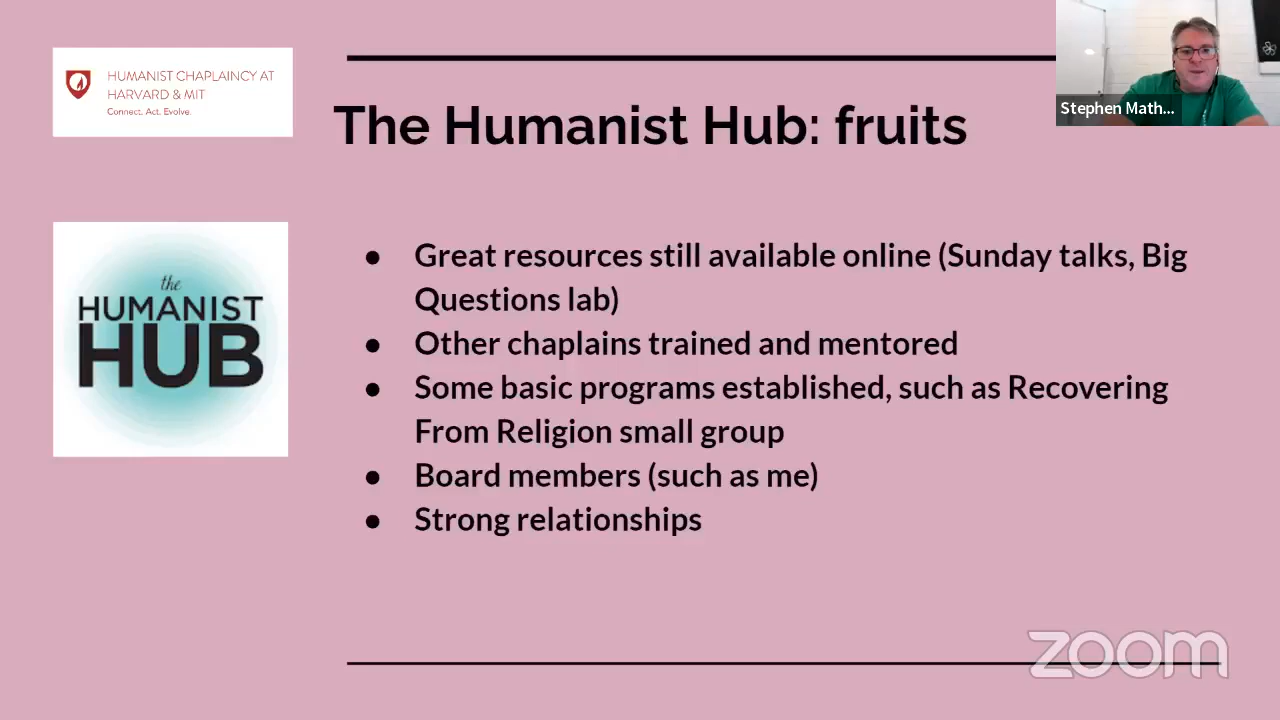 HUMANIST CHAPLAINCY AT
HARVARD & MIT
Connect. Act. Evolve
The Humanist Hub: fruits
Stephen Math...
the
HUMANIST
HUB
● Great resources still available online (Sunday talks, Big
Questions lab)
● Other chaplains trained and mentored
● Some basic programs established, such as Recovering
From Religion small group
● Board members (such as me)
● Strong relationships
zoom